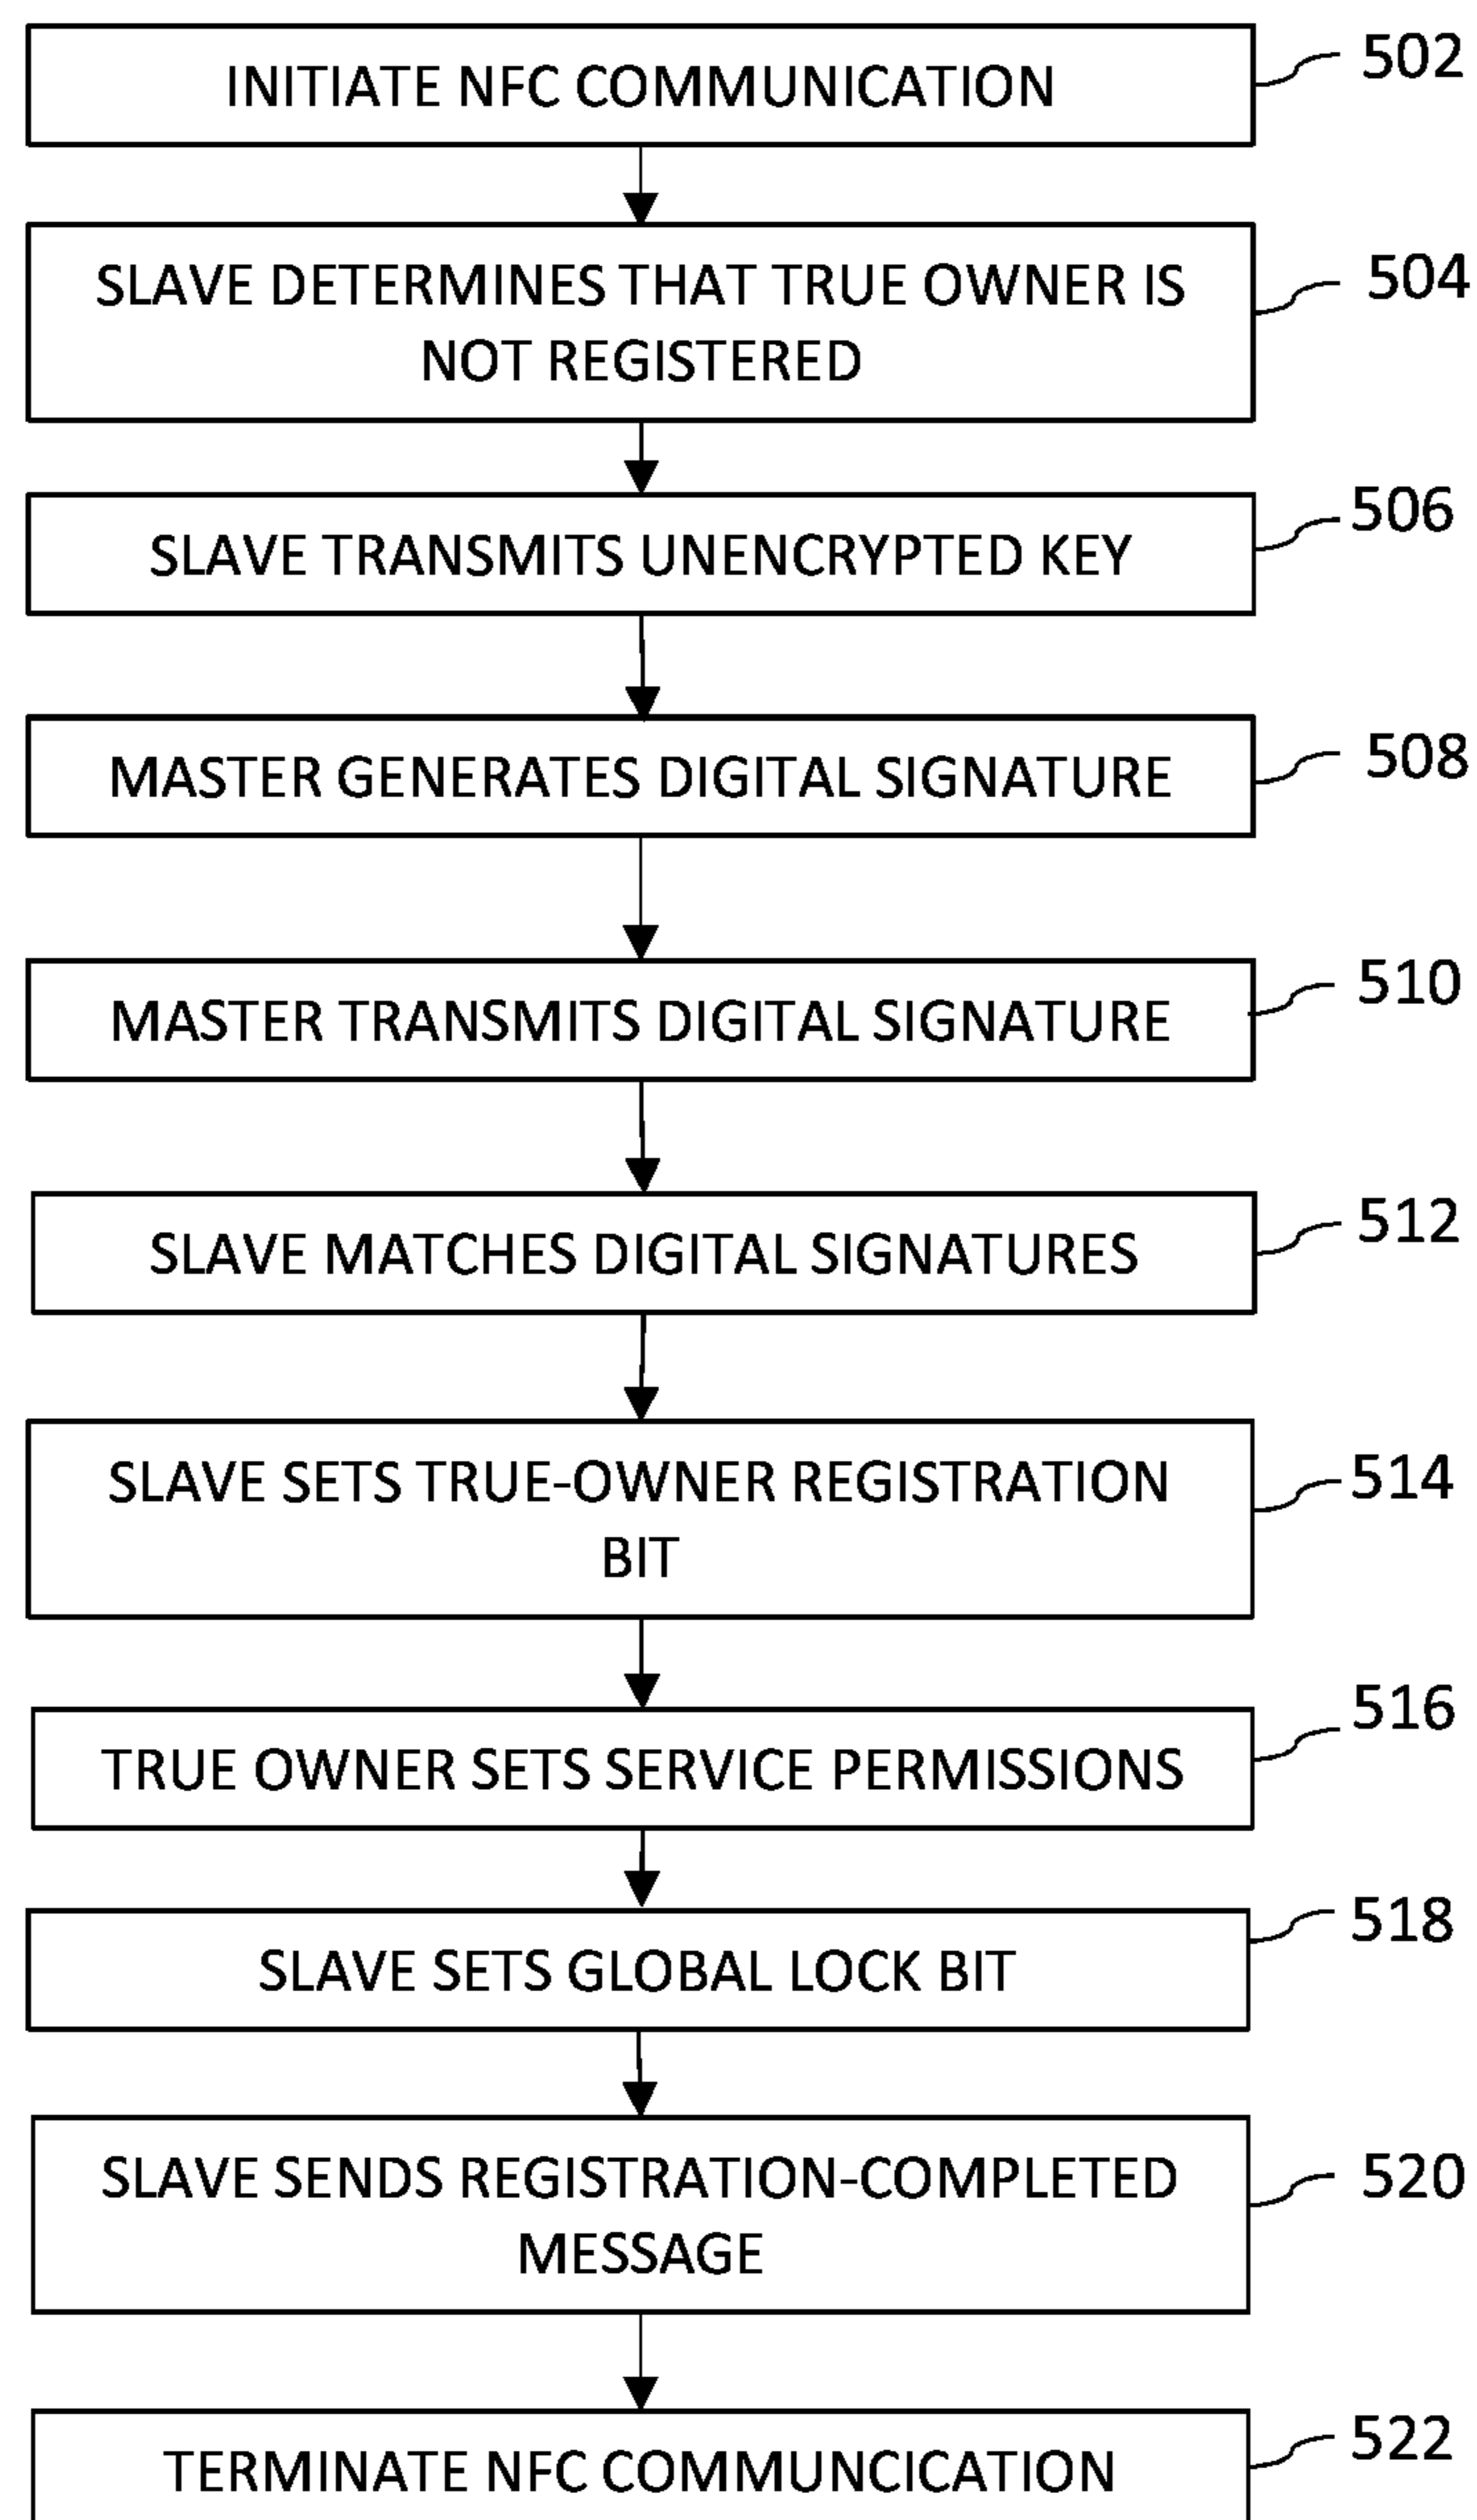 INITIATE NFC COMMUNICATION
502
SLAVE DETERMINES THAT TRUE OWNER IS
NOT REGISTERED
504
SLAVE TRANSMITS UNENCRYPTED KEY
506
MASTER GENERATES DIGITAL SIGNATURE
508
MASTER TRANSMITS DIGITAL SIGNATURE
510
SLAVE MATCHES DIGITAL SIGNATURES
512
SLAVE SETS TRUE-OWNER REGISTRATION
BIT
514
TRUE OWNER SETS SERVICE PERMISSIONS
516
SLAVE SETS GLOBAL LOCK BIT
518
SLAVE SENDS REGISTRATION-COMPLETED
MESSAGE
520
TERMINATE NFC COMMUNCICATION
522